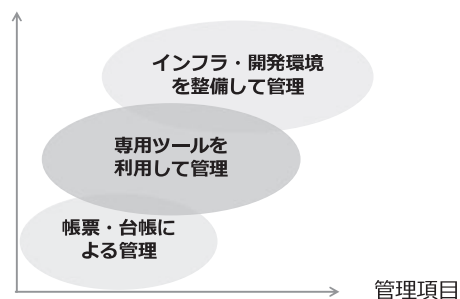 インフラ・開発環境
を整備して管理
専用ツールを
利用して管理
帳票・台帳に
よる管理
管理項目